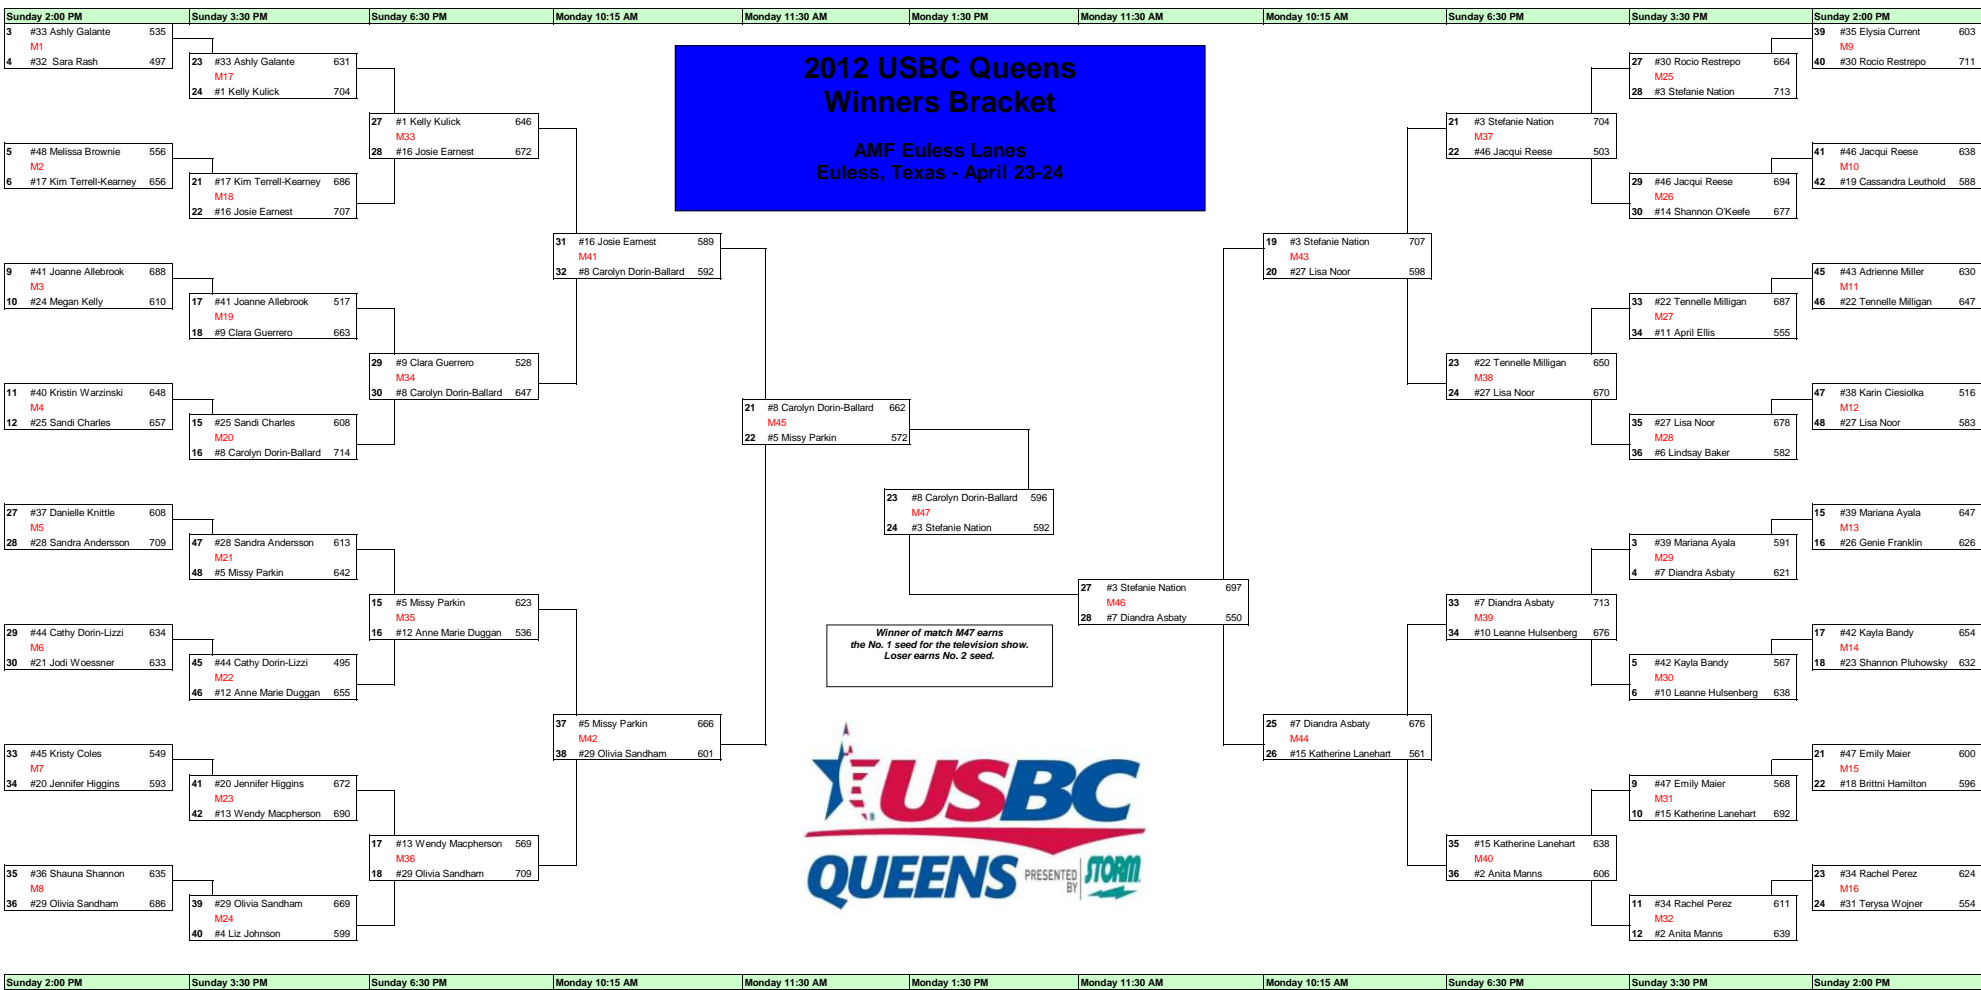 Sunday 2:00 PM Sunday 3:30 PM Sunday 6:30 PM Monday 10:15 AM Monday 11:30 AM Monday 1:30 PM Monday 11:30 AM Monday 10:15 AM Sunday 6:30 PM Sunday 3:30 PM Sunday 2:00 PM
2012 USBC Queens
Winners Bracket
AMF Euless Lanes
Euless, Texas - April 23-24
3 #33 Ashly Galante 535
M1
4 #32 Sara Rash 497
5 #48 Melissa Brownie 556
M2
6 #17 Kim Terrell-Kearney 656
9 #41 Joanne Allebrook 688
M3
10 #24 Megan Kelly 610
11 #40 Kristin Warzinski 648
M4
12 #25 Sandi Charles 657
27 #37 Danielle Knittle 608
M5
28 #28 Sandra Andersson 709
29 #44 Cathy Dorin-Lizzi 634
M6
30 #21 Jodi Woessner 633
33 #45 Kristy Coles 549
M7
34 #20 Jennifer Higgins 593
35 #36 Shauna Shannon 635
M8
36 #29 Olivia Sandham 686
23 #33 Ashly Galante 631
M17
24 #1 Kelly Kulick 704
21 #17 Kim Terrell-Kearney 686
M18
22 #16 Josie Earnest 707
17 #41 Joanne Allebrook 517
M19
18 #9 Clara Guerrero 663
15 #25 Sandi Charles 608
M20
16 #8 Carolyn Dorin-Ballard 714
47 #28 Sandra Andersson 613
M21
48 #5 Missy Parkin 642
45 #44 Cathy Dorin-Lizzi 495
M22
46 #12 Anne Marie Duggan 655
41 #20 Jennifer Higgins 672
M23
42 #13 Wendy Macpherson 690
39 #29 Olivia Sandham 669
M24
40 #4 Liz Johnson 599
27 #1 Kelly Kulick 646
M33
28 #16 Josie Earnest 672
29 #9 Clara Guerrero 528
M34
30 #8 Carolyn Dorin-Ballard 647
15 #5 Missy Parkin 623
M35
16 #12 Anne Marie Duggan 536
17 #13 Wendy Macpherson 569
M36
18 #29 Olivia Sandham 709
31 #16 Josie Earnest 589
M41
32 #8 Carolyn Dorin-Ballard 592
37 #5 Missy Parkin 666
M42
38 #29 Olivia Sandham 601
21 #8 Carolyn Dorin-Ballard 662
M45
22 #5 Missy Parkin 572
23 #8 Carolyn Dorin-Ballard 596
M47
24 #3 Stefanie Nation 592
Winner of match M47 earns
the No. 1 seed for the television show.
Loser earns No. 2 seed.
USBC
QUEENS PRESENTED BY STORM
27 #3 Stefanie Nation 697
M46
28 #7 Diandra Asbaty 550
19 #3 Stefanie Nation 707
M43
20 #27 Lisa Noor 598
25 #7 Diandra Asbaty 676
M44
26 #15 Katherine Lanehart 561
21 #3 Stefanie Nation 704
M37
22 #46 Jacqui Reese 503
23 #22 Tennelle Milligan 650
M38
24 #27 Lisa Noor 670
33 #7 Diandra Asbaty 713
M39
34 #10 Leanne Hulsenberg 676
35 #15 Katherine Lanehart 638
M40
36 #2 Anita Manns 606
27 #30 Rocio Restrepo 664
M25
28 #3 Stefanie Nation 713
29 #46 Jacqui Reese 694
M26
30 #14 Shannon O'Keefe 677
33 #22 Tennelle Milligan 687
M27
34 #11 April Ellis 555
35 #27 Lisa Noor 678
M28
36 #6 Lindsay Baker 582
3 #39 Mariana Ayala 591
M29
4 #7 Diandra Asbaty 621
5 #42 Kayla Bandy 567
M30
6 #10 Leanne Hulsenberg 638
9 #47 Emily Maier 568
M31
10 #15 Katherine Lanehart 692
11 #34 Rachel Perez 611
M32
12 #2 Anita Manns 639
39 #35 Elysia Current 603
M9
40 #30 Rocio Restrepo 711
41 #46 Jacqui Reese 638
M10
42 #19 Cassandra Leuthold 588
45 #43 Adrienne Miller 630
M11
46 #22 Tennelle Milligan 647
47 #38 Karin Ciesiolka 516
M12
48 #27 Lisa Noor 583
15 #39 Mariana Ayala 647
M13
16 #26 Genie Franklin 626
17 #42 Kayla Bandy 654
M14
18 #23 Shannon Pluhowsky 632
21 #47 Emily Maier 600
M15
22 #18 Brittni Hamilton 596
23 #34 Rachel Perez 624
M16
24 #31 Terysa Wojner 554
Sunday 2:00 PM Sunday 3:30 PM Sunday 6:30 PM Monday 10:15 AM Monday 11:30 AM Monday 1:30 PM Monday 11:30 AM Monday 10:15 AM Sunday 6:30 PM Sunday 3:30 PM Sunday 2:00 PM